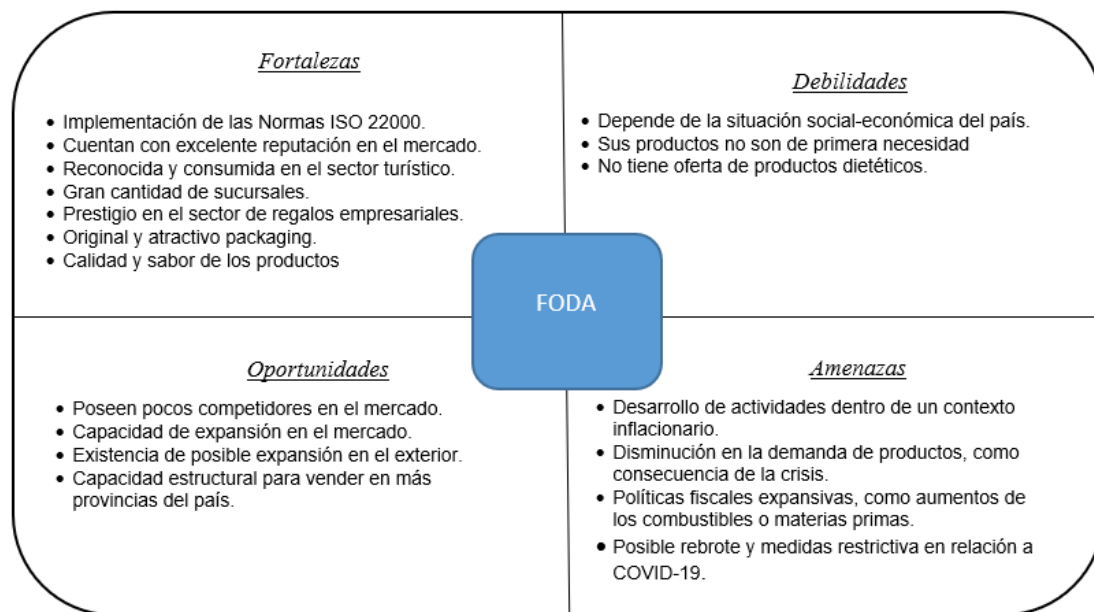 Fortalezas
• Implementación de las Normas ISO 22000.
• Cuentan con excelente reputación en el mercado.
• Reconocida y consumida en el sector turístico.
• Gran cantidad de sucursales.
• Prestigio en el sector de regalos empresariales.
• Original y atractivo packaging.
• Calidad y sabor de los productos
Debilidades
• Depende de la situación social-económica del país.
• Sus productos no son de primera necesidad
• No tiene oferta de productos dietéticos.
FODA
Oportunidades
• Poseen pocos competidores en el mercado.
• Capacidad de expansión en el mercado.
• Existencia de posible expansión en el exterior.
• Capacidad estructural para vender en más
provincias del país.
Amenazas
• Desarrollo de actividades dentro de un contexto
inflacionario.
• Disminución en la demanda de productos, como
consecuencia de la crisis.
• Políticas fiscales expansivas, como aumentos de
los combustibles o materias primas.
• Posible rebrote y medidas restrictiva en relación a
COVID-19.